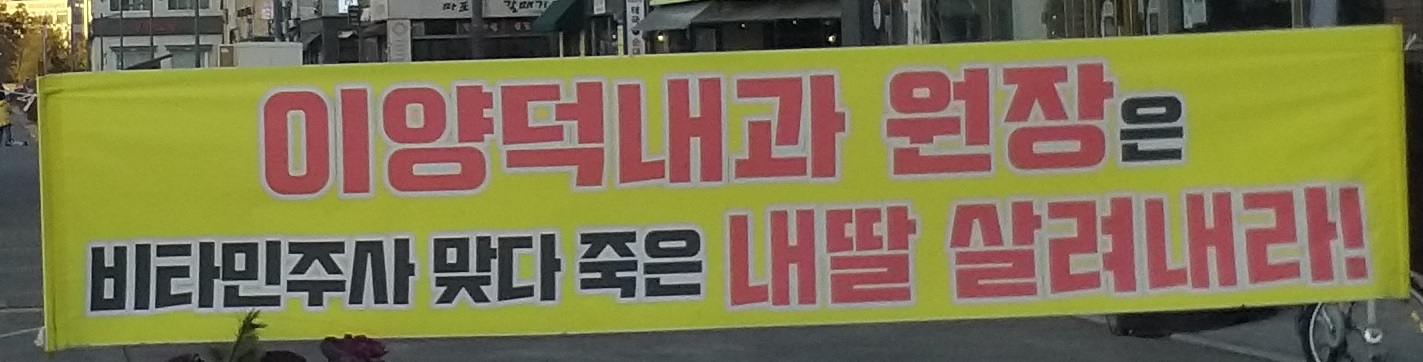 이양덕내과 원장은
비타민주사 맞다 죽은 내딸 살려내라!